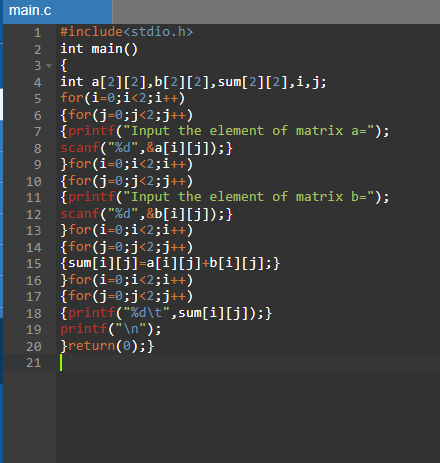 main.c
1 #include<stdio.h>
2 int main()
3 {
4 int a[2][2],b[2][2],sum[2][2],i,j;
5 for(i=0;i<2;i++)
6 {for(j=0;j<2;j++)
7 {printf("Input the element of matrix a=");
8 scanf("%d",&a[i][j]);}
9 }for(i=0;i<2;i++)
10 {for(j=0;j<2;j++)
11 {printf("Input the element of matrix b=");
12 scanf("%d",&b[i][j]);}
13 }for(i=0;i<2;i++)
14 {for(j=0;j<2;j++)
15 {sum[i][j]=a[i][j]+b[i][j];}
16 }for(i=0;i<2;i++)
17 {for(j=0;j<2;j++)
18 {printf("%d\t",sum[i][j]);}
19 printf("\n");
20 }return(0);}
21